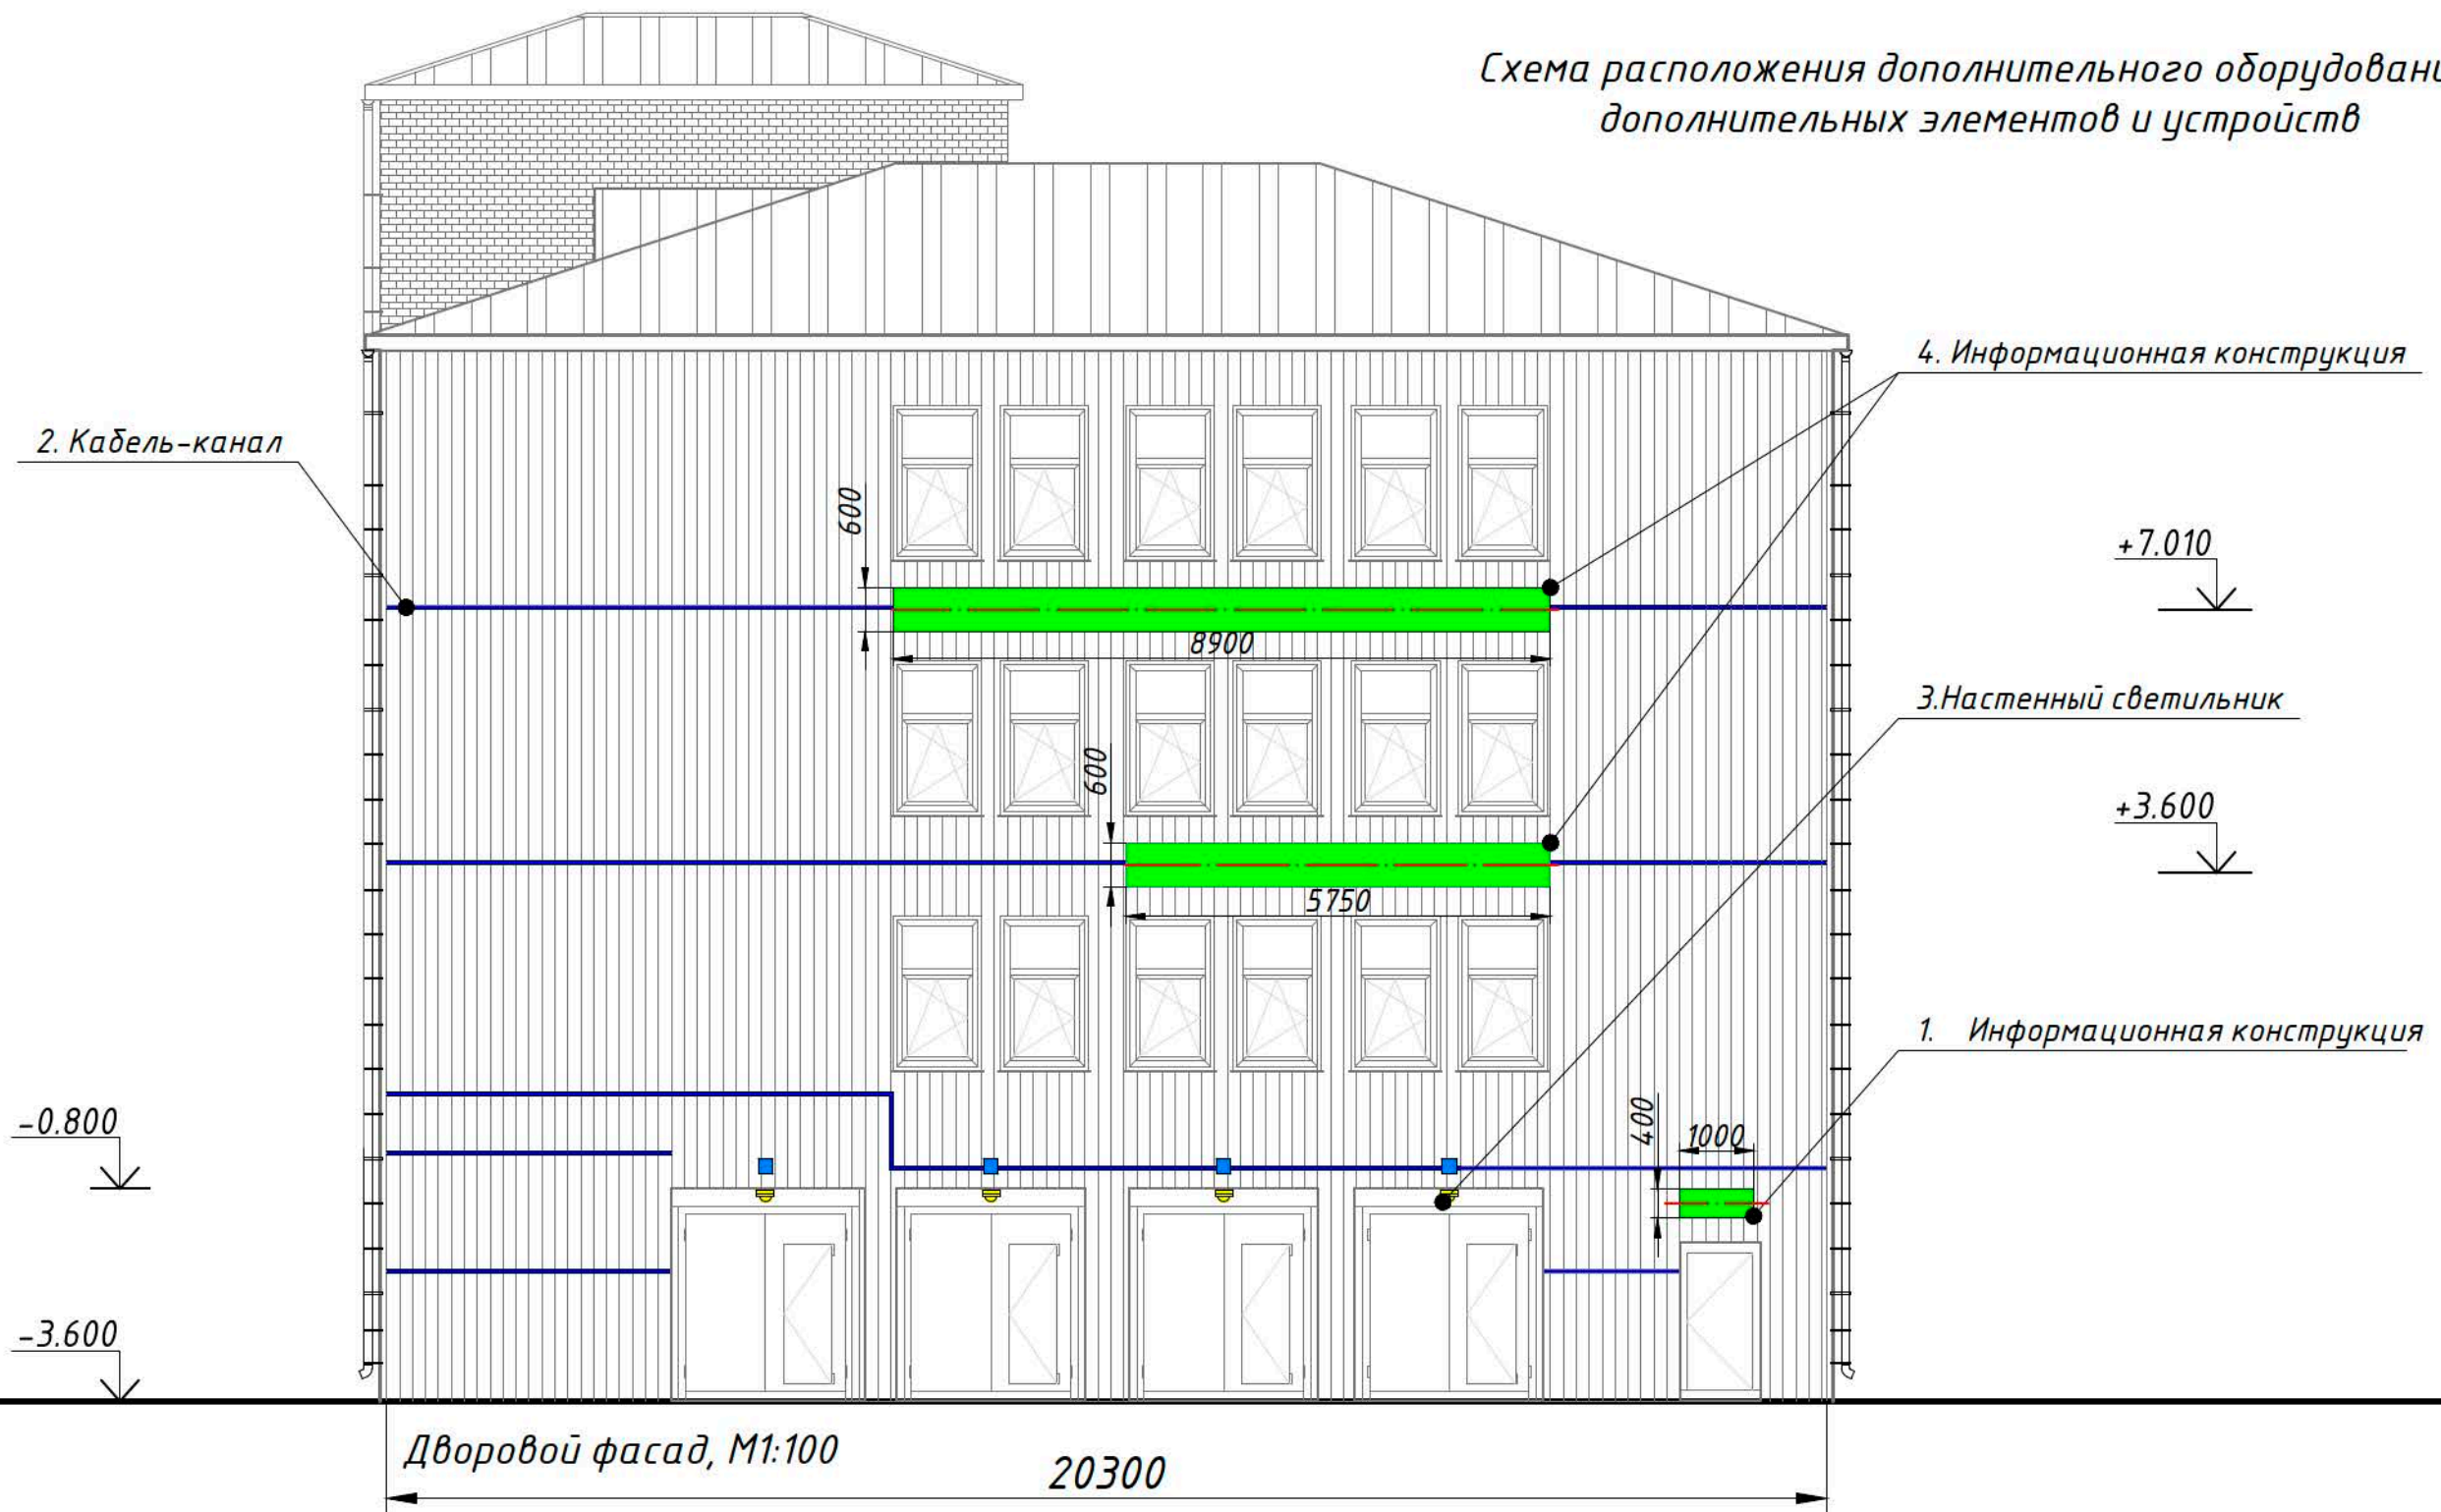 Схема расположения дополнительного оборудовани
дополнительных элементов и устройств
4. Информационная конструкция
2. Кабель-канал
600
+7.010
8900
3.Настенный светильник
600
+3.600
5750
1. Информационная конструкция
-0.800
400
1000
-3.600
Дворовой фасад, М1:100
20300